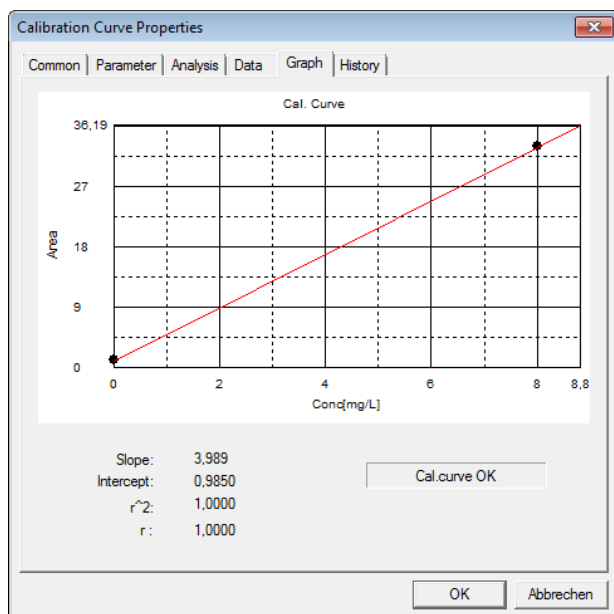 Calibration Curve Properties
Common Parameter Analysis Data Graph History
Cal. Curve
36,19
27
18
9
0
Area
0 2 4 6 8 8,8
Conc[mg/L]
Slope: 3,989
Intercept: 0,9850
r^2: 1,0000
r : 1,0000
Cal.curve OK
OK Abbrechen